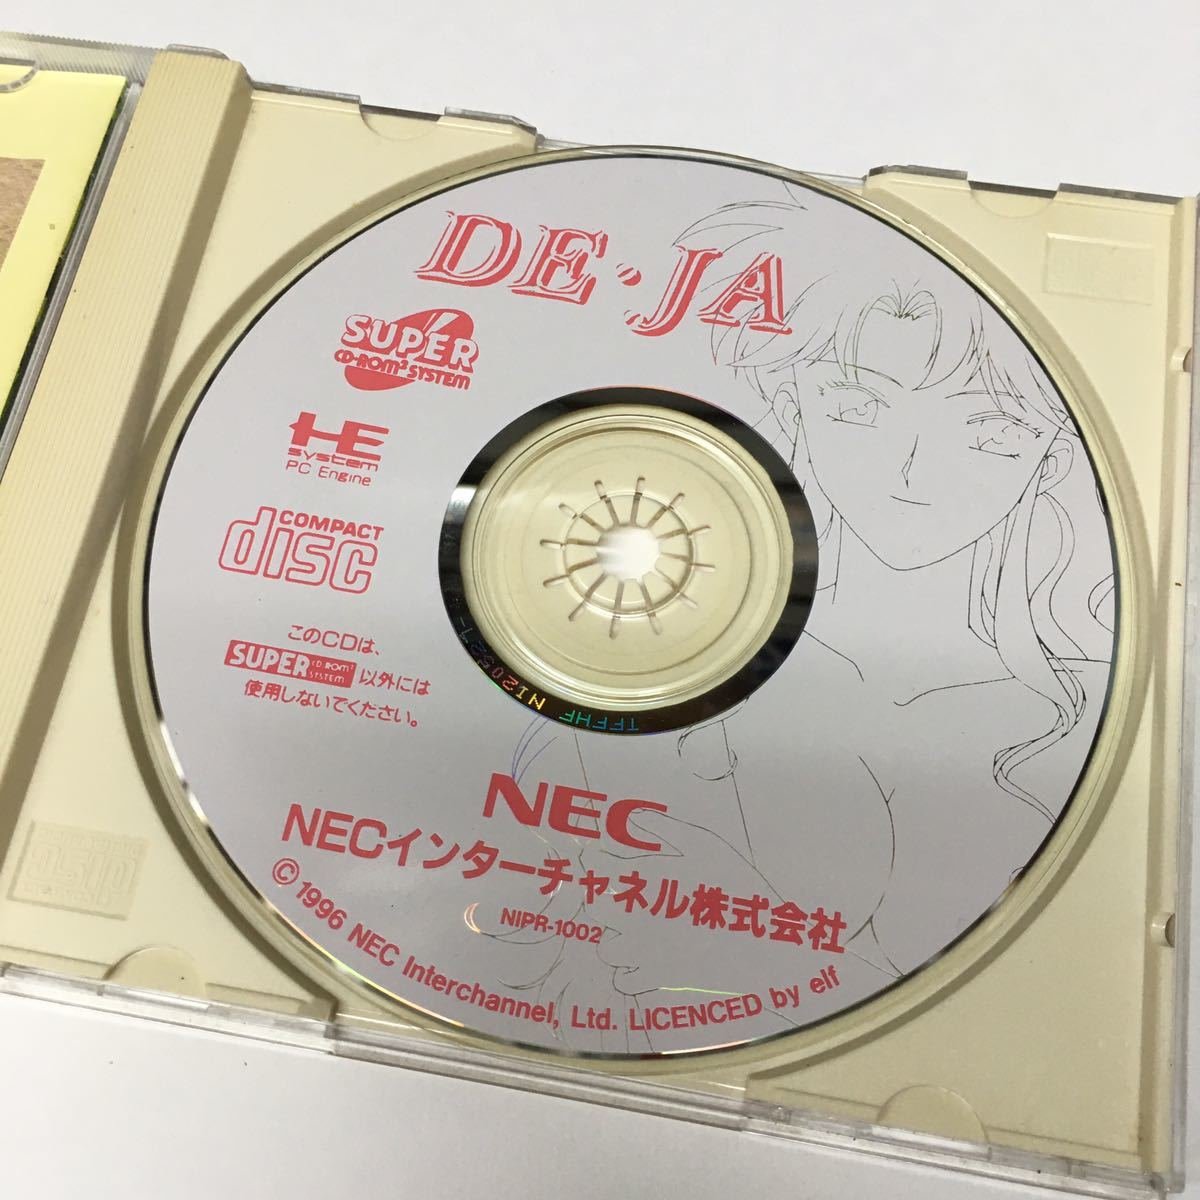 DE・JA
SUPER
CD-ROM² SYSTEM
HE
system
PC Engine
COMPACT
disc
このCDは、
SUPER CD-ROM² SYSTEM 以外には
使用しないでください。
TFFHF
NEC
NECインターチャネル株式会社
NIPR-1002
© 1996 NEC Interchannel, Ltd. LICENCED by elf